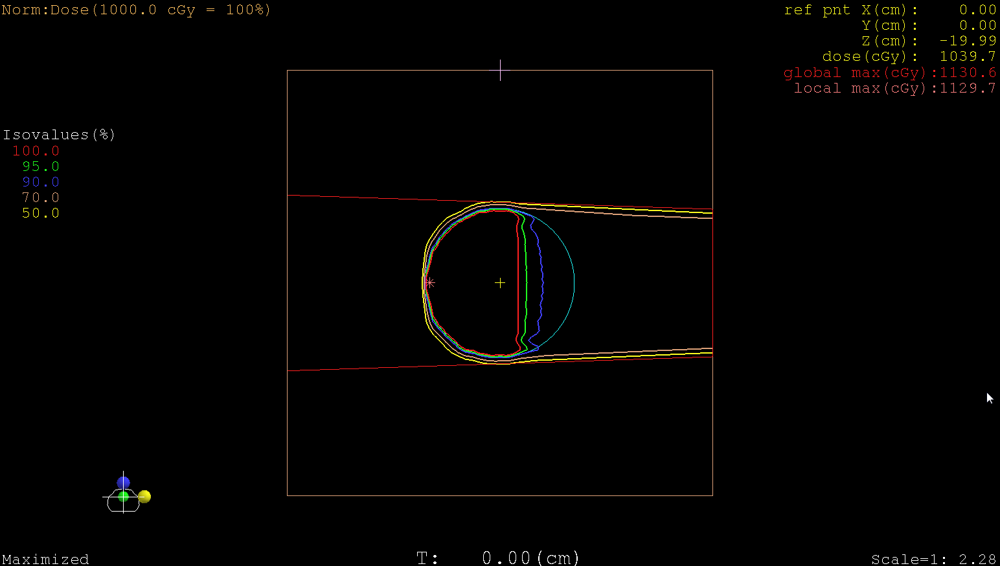 Norm:Dose(1000.0 cGy = 100%)
ref pnt X(cm): 0.00
Y(cm): 0.00
Z(cm): -19.99
dose(cGy): 1039.7
global max(cGy):1130.6
local max(cGy):1129.7
Isovalues(%)
100.0
95.0
90.0
70.0
50.0
T: 0.00(cm)
Maximized
Scale=1: 2.28